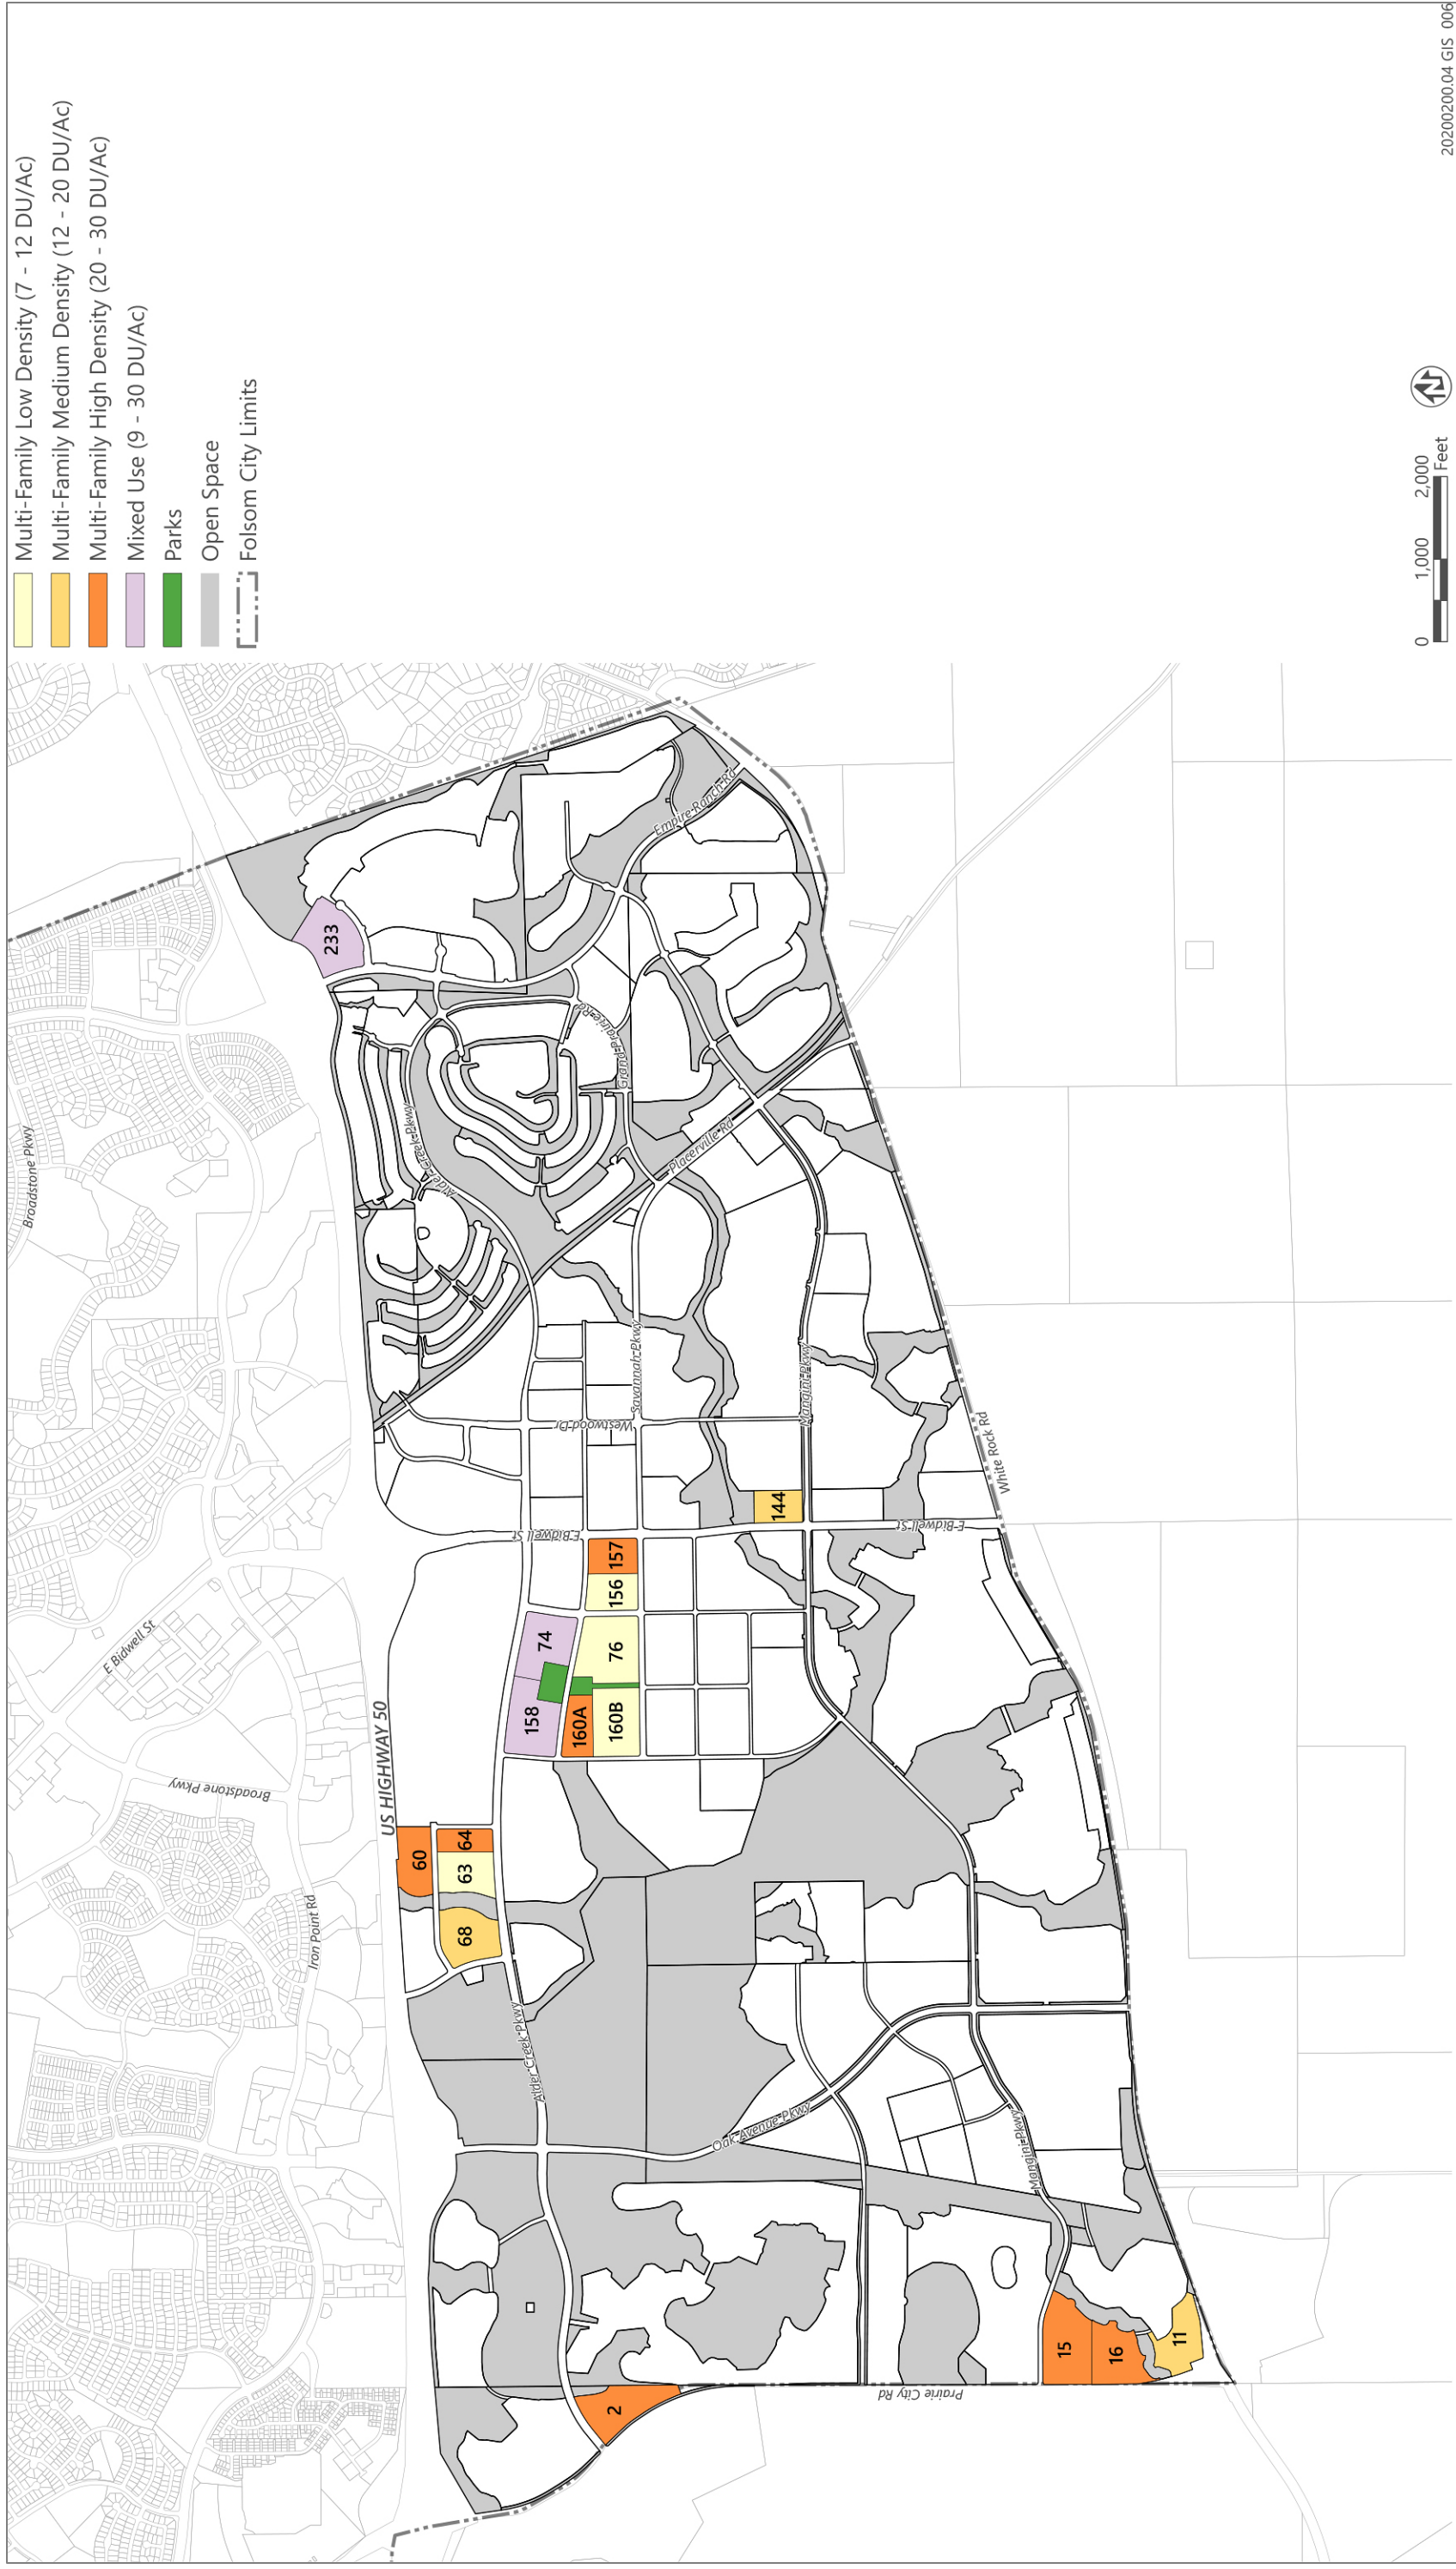 Multi-Family Low Density (7 - 12 DU/Ac)
Multi-Family Medium Density (12 - 20 DU/Ac)
Multi-Family High Density (20 - 30 DU/Ac)
Mixed Use (9 - 30 DU/Ac)
Parks
Open Space
Folsom City Limits
Broadstone Pkwy
E Bidwell St
Broadstone Pkwy
Iron Point Rd
US HIGHWAY 50
233
60
64
63
68
158
74
160A
160B
76
156
157
144
2
15
16
11
Alder Creek Pkwy
Alder Creek Pkwy
Grand Prairie Rd
Empire Ranch Rd
Placerville Rd
Savannah Pkwy
Westwood Dr
Mangini Pkwy
E Bidwell St
E Bidwell St
White Rock Rd
Oak Avenue Pkwy
Mangini Pkwy
Prairie City Rd
0 1,000 2,000
Feet
N
20200200.04 GIS 006